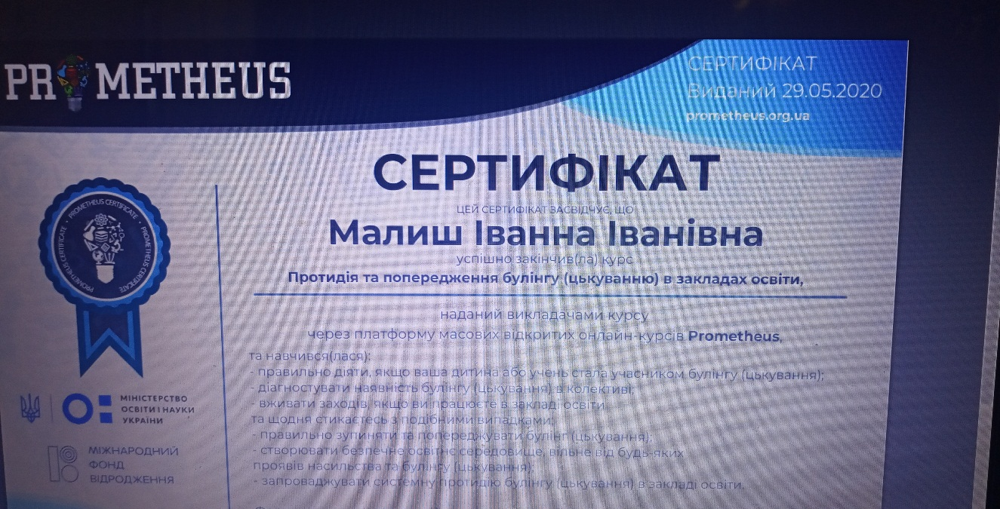 PROMETHEUS
СЕРТИФІКАТ
Виданий 29.05.2020
prometheus.org.ua
СЕРТИФІКАТ
ЦЕЙ СЕРТИФІКАТ ЗАСВІДЧУЄ, ЩО
Малиш Іванна Іванівна
успішно закінчив(ла) курс
Протидія та попередження булінгу (цькуванню) в закладах освіти,
наданий викладачами курсу
через платформу масових відкритих онлайн-курсів Prometheus,
та навчився(лася):
- правильно діяти, якщо ваша дитина або учень стала учасником булінгу (цькування);
- діагностувати наявність булінгу (цькування) в колективі;
- вживати заходів, якщо ви працюєте в закладі освіти
та щодня стикаєтесь з подібними випадками;
- правильно зупиняти та попереджувати булінг (цькування);
- створювати безпечне освітнє середовище, вільне від будь-яких
проявів насильства та булінгу (цькування);
- запроваджувати системну протидію булінгу (цькування) в закладі освіти.
PROMETHEUS CERTIFICATE · PROMETHEUS CERTIFICATE · PROMETHEUS CERTIFICATE
МІНІСТЕРСТВО
ОСВІТИ І НАУКИ
УКРАЇНИ
МІЖНАРОДНИЙ
ФОНД
ВІДРОДЖЕННЯ